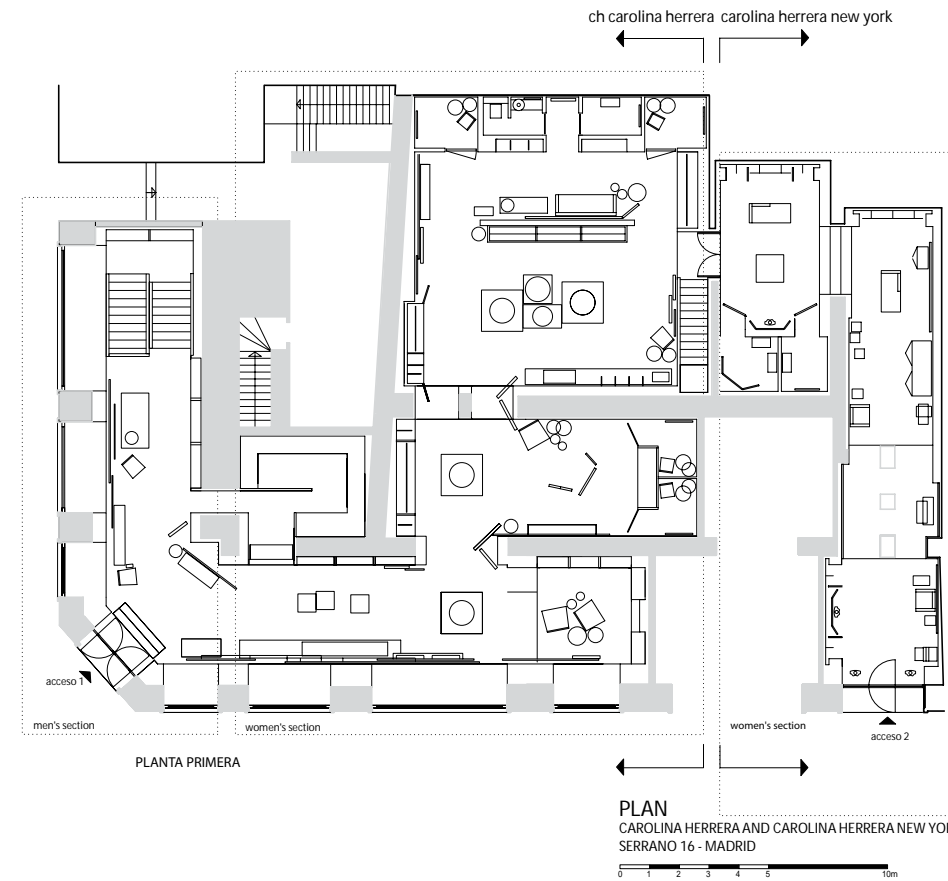 ch carolina herrera carolina herrera new york
acceso 1
men's section
women's section
women's section
acceso 2
PLANTA PRIMERA
PLAN
CAROLINA HERRERA AND CAROLINA HERRERA NEW YO
SERRANO 16 - MADRID
0 1 2 3 4 5 10m